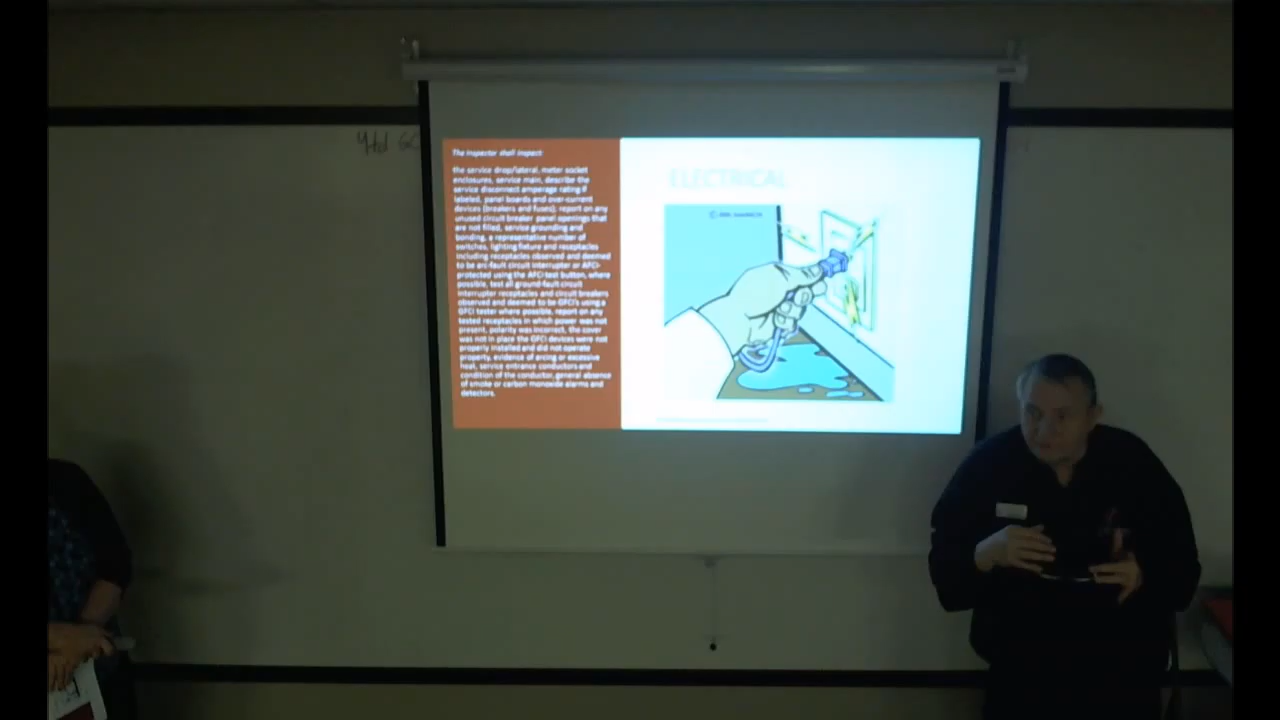 The inspector shall inspect:
the service drop/lateral, meter socket
enclosures, service main, describe the
service disconnect amperage rating if
labeled, panel boards and over-current
devices (breakers and fuses), report on any
unused circuit breaker panel openings that
are not filled, service grounding and
bonding, a representative number of
switches, lighting fixture and receptacles
including receptacles observed and deemed
to be arc-fault circuit interrupter or AFCI-
protected using the AFCI test button, where
possible, test all ground-fault circuit
interrupter receptacles and circuit breakers
observed and deemed to be GFCI's using a
GFCI tester where possible, report on any
tested receptacles in which power was not
present, polarity was incorrect, the cover
was not in place the GFCI devices were not
properly installed and did not operate
property, evidence of arcing or excessive
heat, service entrance conductors and
condition of the conductor, general absence
of smoke or carbon monoxide alarms and
detectors.
ELECTRICAL